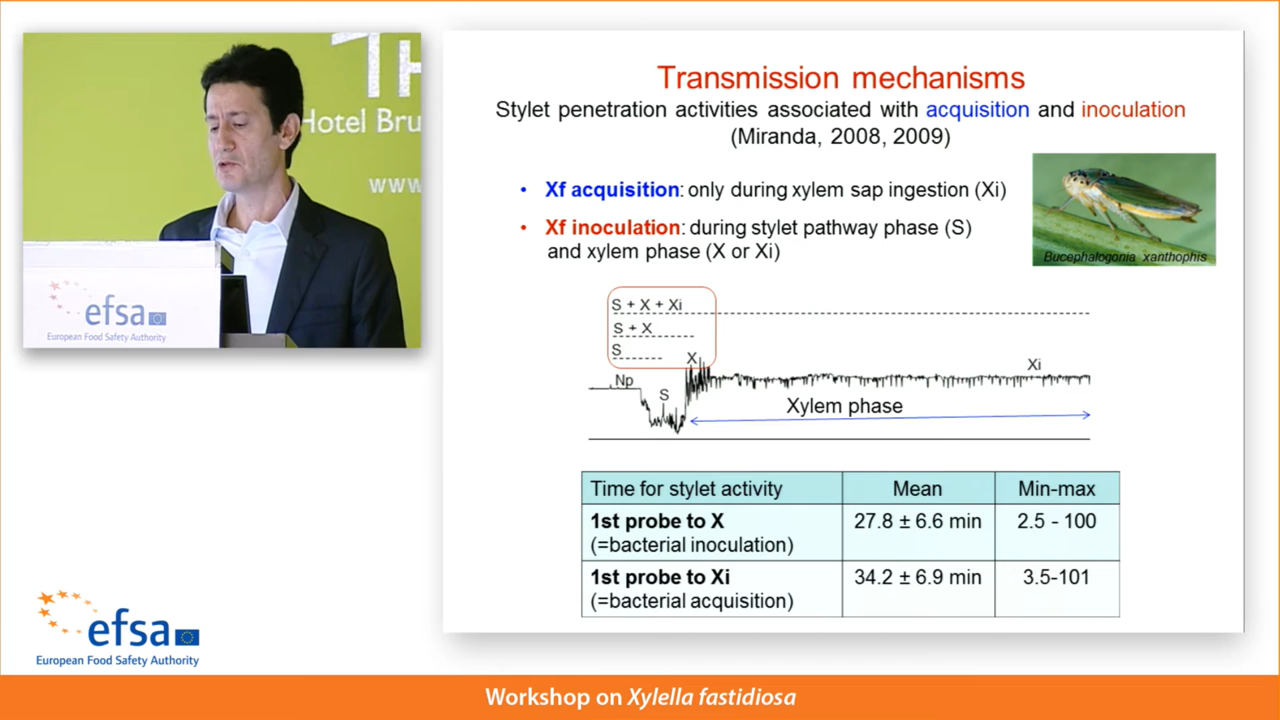 TH
Hotel Bru
www
efsa
European Food Safety Authority
Transmission mechanisms
Stylet penetration activities associated with acquisition and inoculation
(Miranda, 2008, 2009)
• Xf acquisition: only during xylem sap ingestion (Xi)
• Xf inoculation: during stylet pathway phase (S)
and xylem phase (X or Xi)
Bucephalogonia xanthophis
S + X + Xi
S + X
S
X
Xi
Np
S
Xylem phase
Time for stylet activity Mean Min-max
1st probe to X 27.8 ± 6.6 min 2.5 - 100
(=bacterial inoculation)
1st probe to Xi 34.2 ± 6.9 min 3.5-101
(=bacterial acquisition)
efsa
European Food Safety Authority
Workshop on Xylella fastidiosa